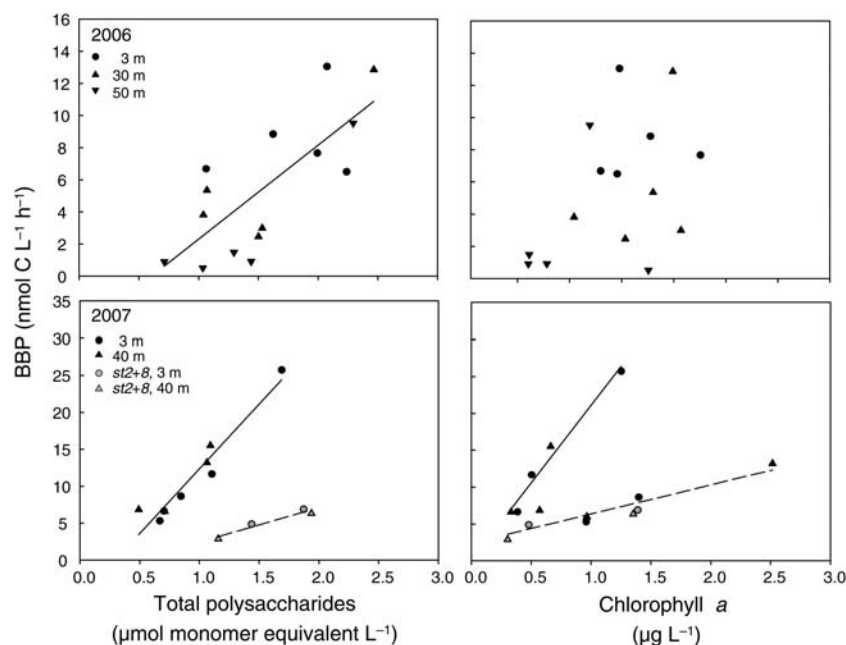 2006
3 m
30 m
50 m
16
14
12
10
8
6
4
2
0
BBP (nmol C L⁻¹ h⁻¹)
2007
3 m
40 m
st2+8, 3 m
st2+8, 40 m
35
30
25
20
15
10
5
0
0.0 0.5 1.0 1.5 2.0 2.5 3.0
0.5 1.0 1.5 2.0 2.5 3.0
Total polysaccharides
(µmol monomer equivalent L⁻¹)
Chlorophyll a
(µg L⁻¹)